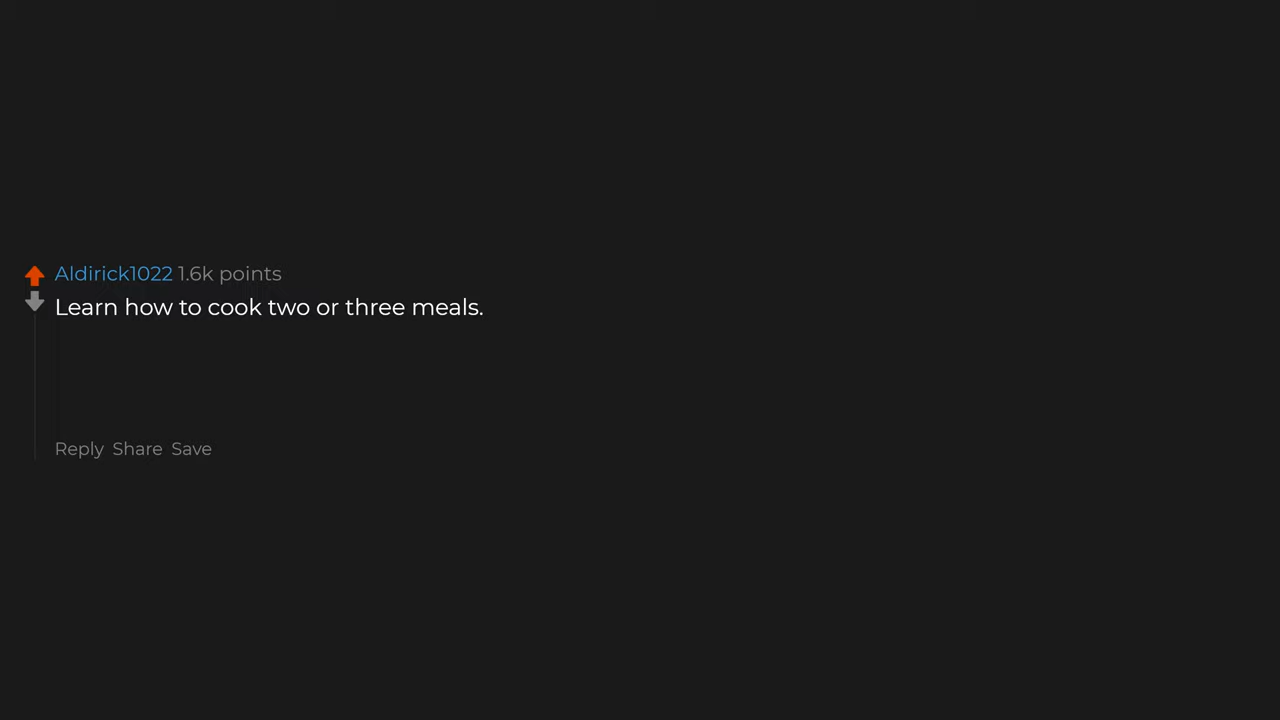 Aldirick1022 1.6k points
Learn how to cook two or three meals.
Reply Share Save